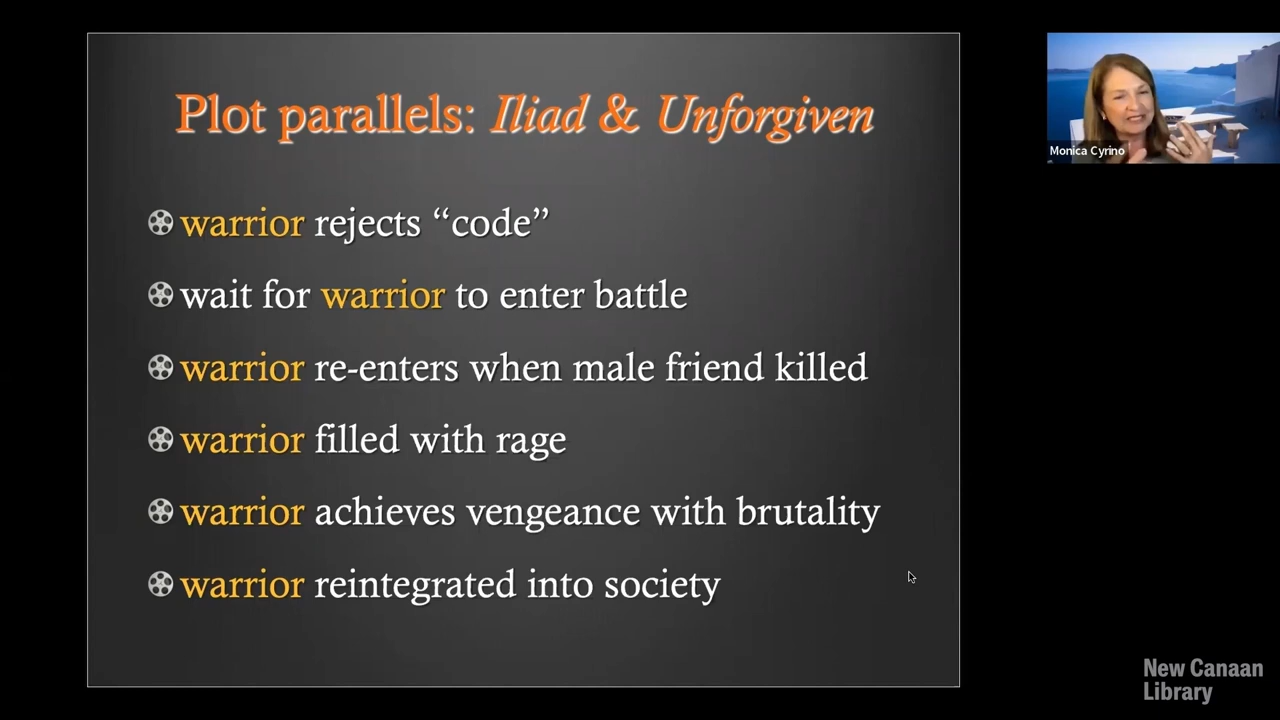 Plot parallels: Iliad & Unforgiven
warrior rejects “code”
wait for warrior to enter battle
warrior re-enters when male friend killed
warrior filled with rage
warrior achieves vengeance with brutality
warrior reintegrated into society
Monica Cyrino
New Canaan
Library